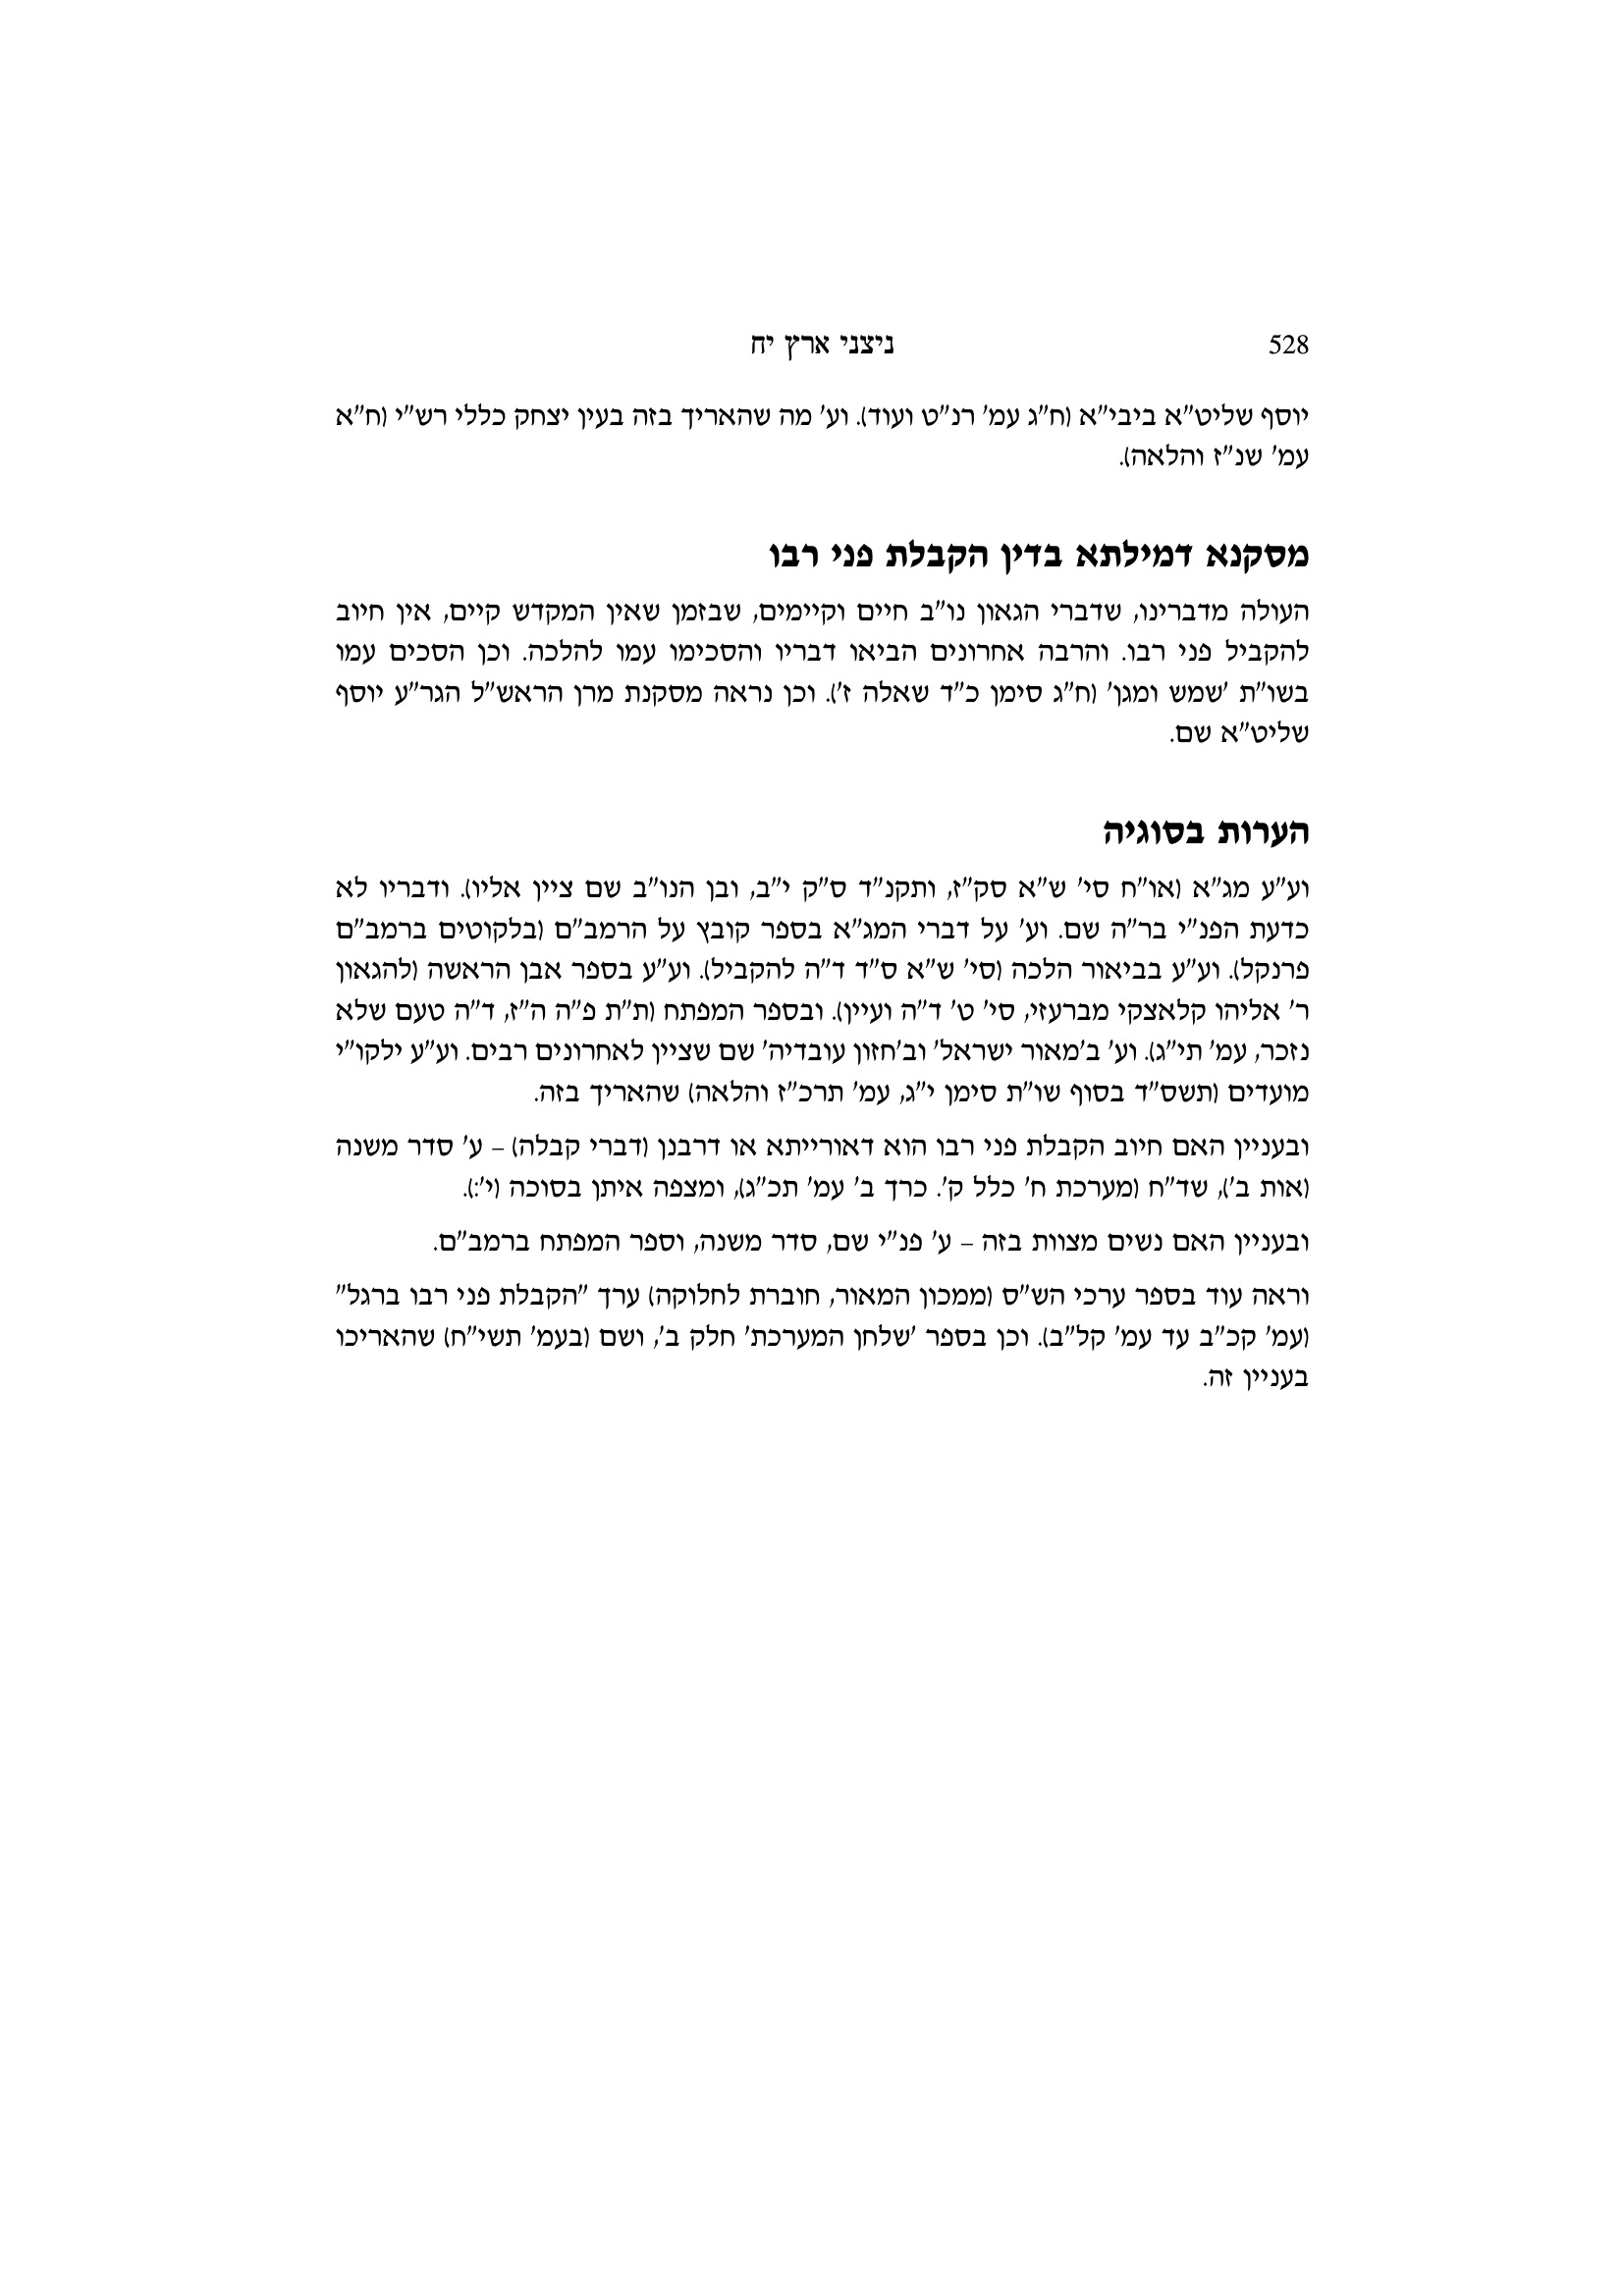 528 ניצני ארץ יח
יוסף שליט"א ביבי"א (ח"ג עמ' רנ"ט ועוד). וע' מה שהאריך בזה בעין יצחק כללי רש"י (ח"א
עמ' שנ"ז והלאה).
מסקנא דמילתא בדין הקבלת פני רבו
העולה מדברינו, שדברי הגאון נו"ב חיים וקיימים, שבזמן שאין המקדש קיים, אין חיוב
להקביל פני רבו. והרבה אחרונים הביאו דבריו והסכימו עמו להלכה. וכן הסכים עמו
בשו"ת 'שמש ומגן' (ח"ג סימן כ"ד שאלה ז'). וכן נראה מסקנת מרן הראש"ל הגר"ע יוסף
שליט"א שם.
הערות בסוגיה
וע"ע מג"א (או"ח סי' ש"א סק"ז, ותקנ"ד ס"ק י"ב, ובן הנו"ב שם ציין אליו). ודבריו לא
כדעת הפנ"י בר"ה שם. וע' על דברי המג"א בספר קובץ על הרמב"ם (בלקוטים ברמב"ם
פרנקל). וע"ע בביאור הלכה (סי' ש"א ס"ד ד"ה להקביל). וע"ע בספר אבן הראשה (להגאון
ר' אליהו קלאצקי מברעזי, סי' ט' ד"ה ועיין). ובספר המפתח (ת"ת פ"ה ה"ז, ד"ה טעם שלא
נזכר, עמ' תי"ג). וע' ב'מאור ישראל' וב'חזון עובדיה' שם שציין לאחרונים רבים. וע"ע ילקו"י
מועדים (תשס"ד בסוף שו"ת סימן י"ג, עמ' תרכ"ז והלאה) שהאריך בזה.
ובעניין האם חיוב הקבלת פני רבו הוא דאורייתא או דרבנן (דברי קבלה) – ע' סדר משנה
(אות ב'), שד"ח (מערכת ח' כלל ק'. כרך ב' עמ' תכ"ג), ומצפה איתן בסוכה (י':).
ובעניין האם נשים מצוות בזה – ע' פנ"י שם, סדר משנה, וספר המפתח ברמב"ם.
וראה עוד בספר ערכי הש"ס (ממכון המאור, חוברת לחלוקה) ערך "הקבלת פני רבו ברגל"
(עמ' קכ"ב עד עמ' קל"ב). וכן בספר 'שלחן המערכת' חלק ב', ושם (בעמ' תשי"ח) שהאריכו
בעניין זה.